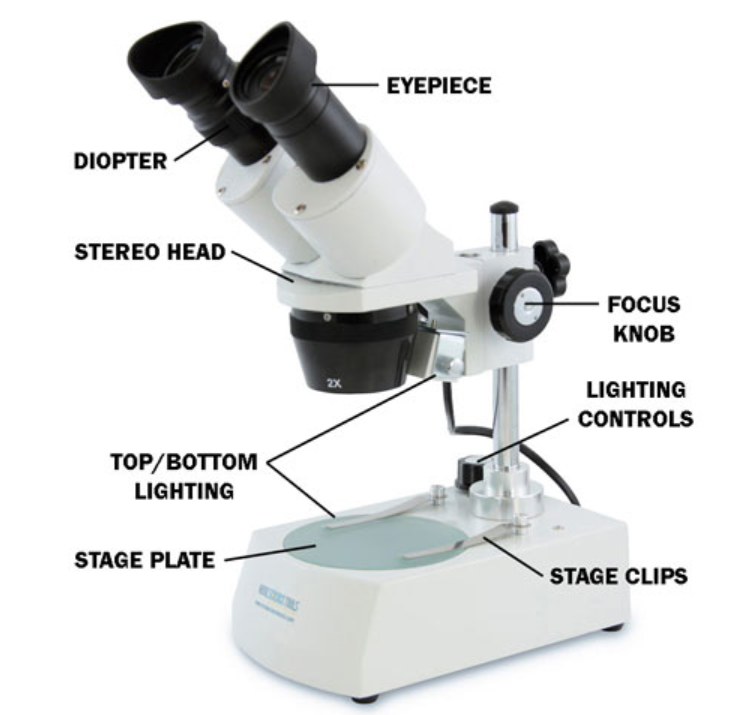 EYEPIECE
DIOPTER
STEREO HEAD
FOCUS
KNOB
2X
LIGHTING
CONTROLS
TOP/BOTTOM
LIGHTING
STAGE PLATE
STAGE CLIPS